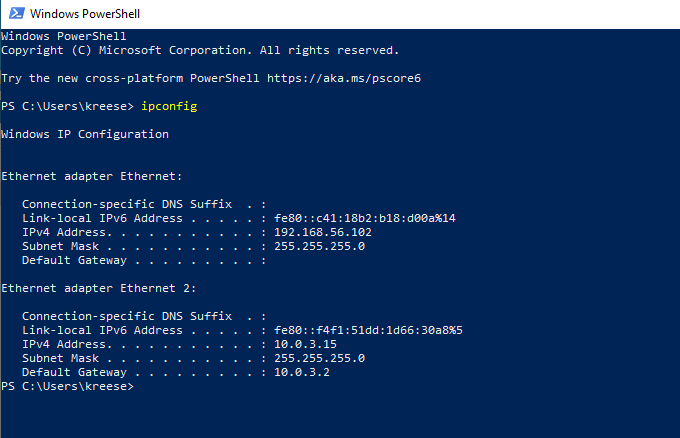 Windows PowerShell
Windows PowerShell
Copyright (C) Microsoft Corporation. All rights reserved.
Try the new cross-platform PowerShell https://aka.ms/pscore6
PS C:\Users\kreese> ipconfig
Windows IP Configuration
Ethernet adapter Ethernet:
   Connection-specific DNS Suffix  . :
   Link-local IPv6 Address . . . . . : fe80::c41:18b2:b18:d00a%14
   IPv4 Address. . . . . . . . . . . : 192.168.56.102
   Subnet Mask . . . . . . . . . . . : 255.255.255.0
   Default Gateway . . . . . . . . . :
Ethernet adapter Ethernet 2:
   Connection-specific DNS Suffix  . :
   Link-local IPv6 Address . . . . . : fe80::f4f1:51dd:1d66:30a8%5
   IPv4 Address. . . . . . . . . . . : 10.0.3.15
   Subnet Mask . . . . . . . . . . . : 255.255.255.0
   Default Gateway . . . . . . . . . : 10.0.3.2
PS C:\Users\kreese>